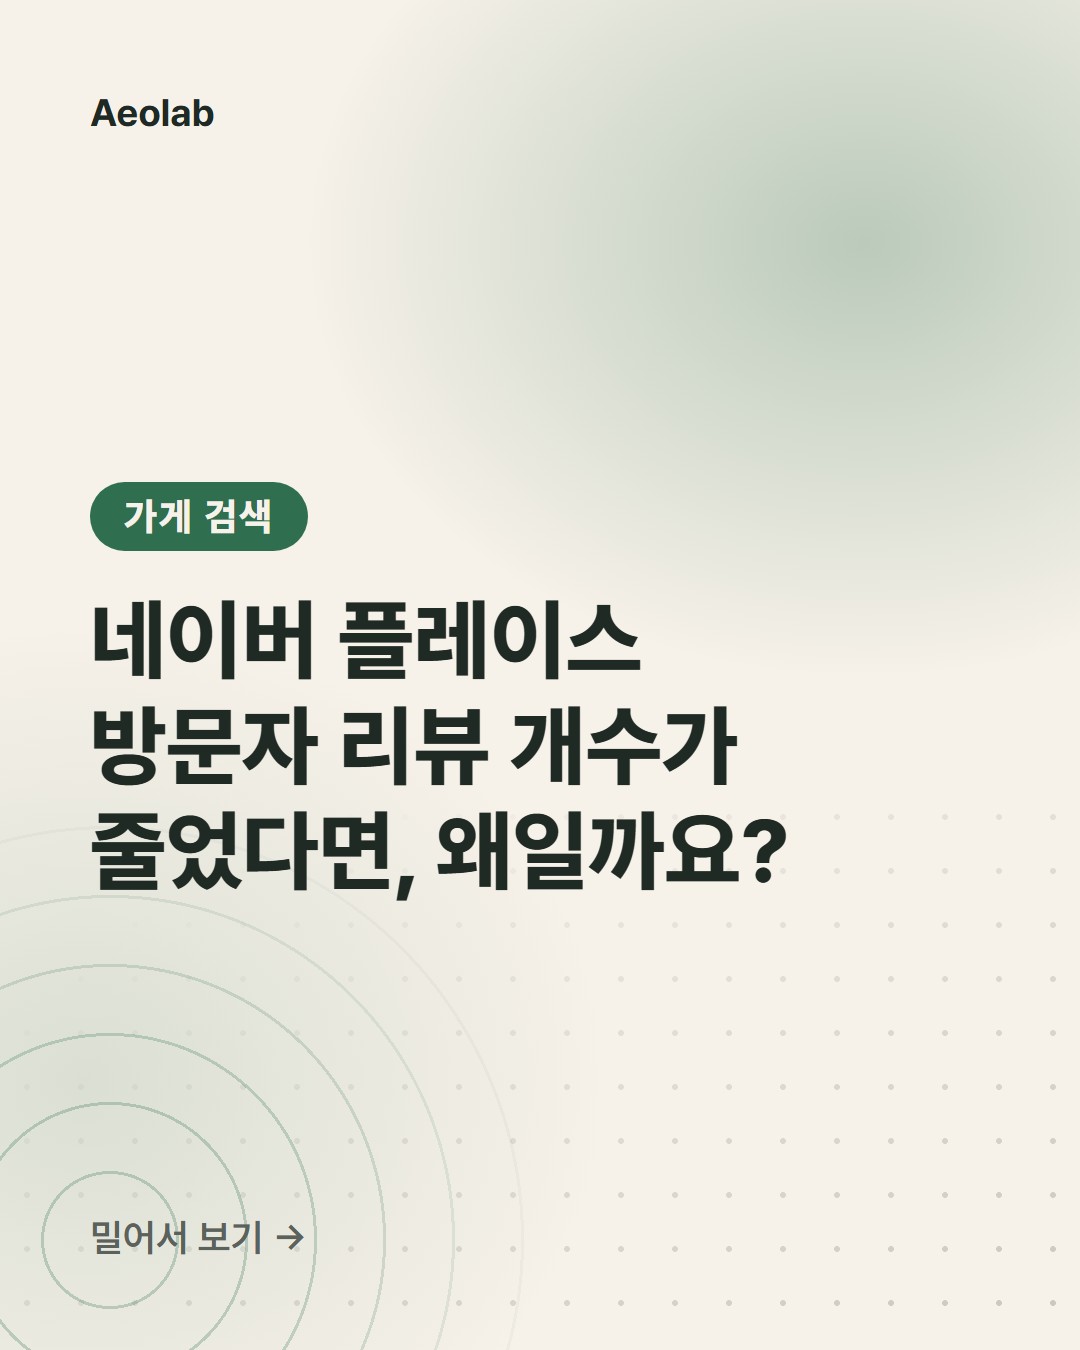 Aeolab
가게 검색
네이버 플레이스
방문자 리뷰 개수가
줄었다면, 왜일까요?
밀어서 보기 →